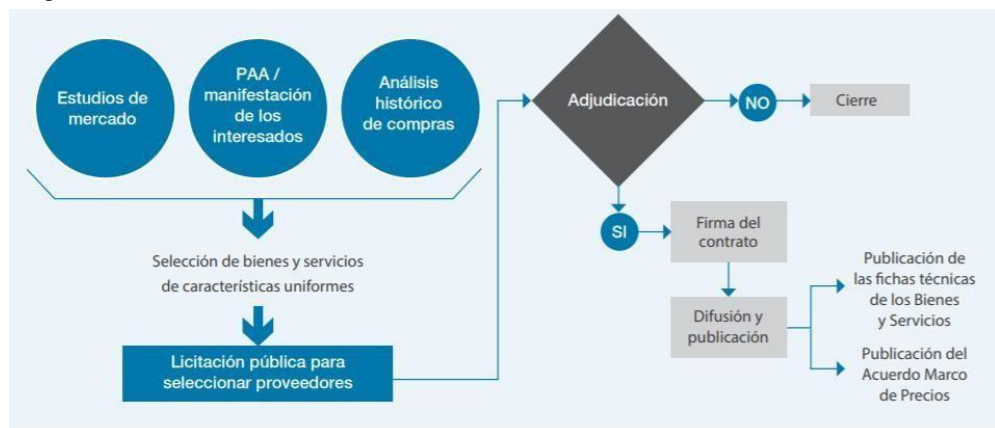 Estudios de
mercado
PAA /
manifestación
de los
interesados
Análisis
histórico
de compras
Selección de bienes y servicios
de características uniformes
Licitación pública para
seleccionar proveedores
Adjudicación
NO
Cierre
SI
Firma del
contrato
Difusión y
publicación
Publicación de
las fichas técnicas
de los Bienes
y Servicios
Publicación del
Acuerdo Marco
de Precios